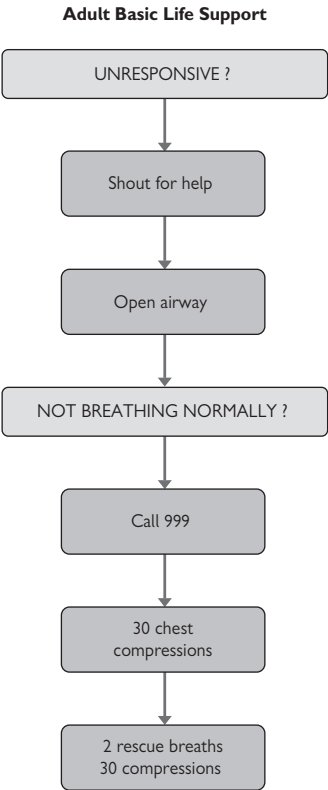 Adult Basic Life Support
UNRESPONSIVE ?
Shout for help
Open airway
NOT BREATHING NORMALLY ?
Call 999
30 chest
compressions
2 rescue breaths
30 compressions